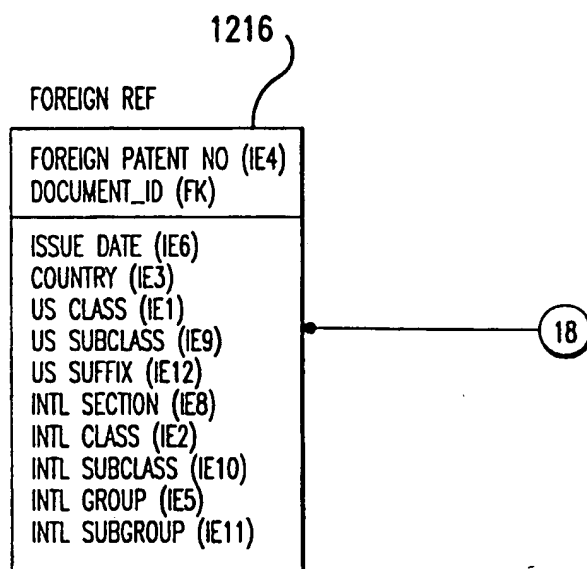 1216
FOREIGN REF
FOREIGN PATENT NO (IE4)
DOCUMENT_ID (FK)
ISSUE DATE (IE6)
COUNTRY (IE3)
US CLASS (IE1)
US SUBCLASS (IE9)
US SUFFIX (IE12)
INTL SECTION (IE8)
INTL CLASS (IE2)
INTL SUBCLASS (IE10)
INTL GROUP (IE5)
INTL SUBGROUP (IE11)
18